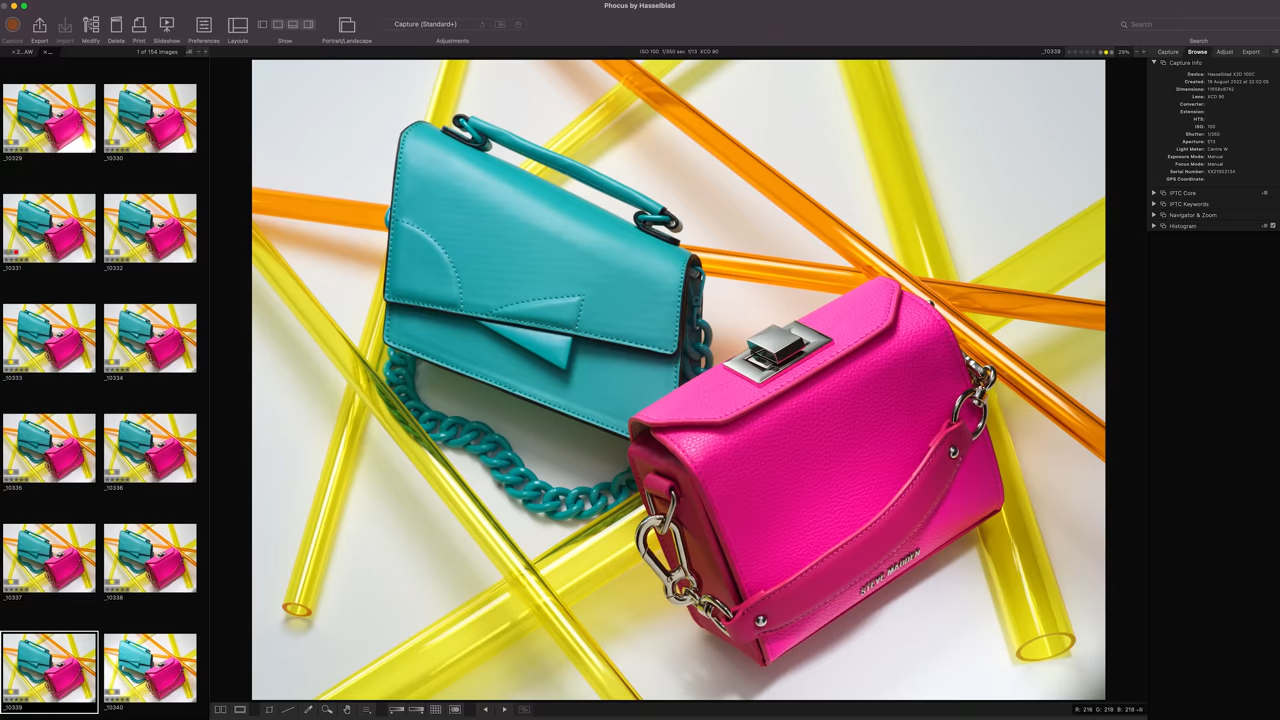 Phocus by Hasselblad
Capture
Export
Import
Modify
Delete
Print
Slideshow
Preferences
Layouts
Show
Portrait/Landscape
Capture (Standard+)
Adjustments
Search
Search
2...AW
1 of 154 images
ISO 100 1/350 sec f/13 XCD 90
_10339
29%
Capture
Browse
Adjust
Export
Capture Info
Device: Hasselblad X2D 100C
Created: 19 August 2022 at 22:02:06
Dimensions: 11656x8742
Lens: XCD 90
Converter:
Extension:
HTS:
ISO: 100
Shutter: 1/350
Aperture: f/13
Light Meter: Centre W
Exposure Mode: Manual
Focus Mode: Manual
Serial Number: XX21002134
GPS Coordinate:
IPTC Core
IPTC Keywords
Navigator & Zoom
Histogram
_10329
_10330
_10331
_10332
_10333
_10334
_10335
_10336
_10337
_10338
_10339
_10340
STEVE MADDEN
R: 216 G: 218 B: 218